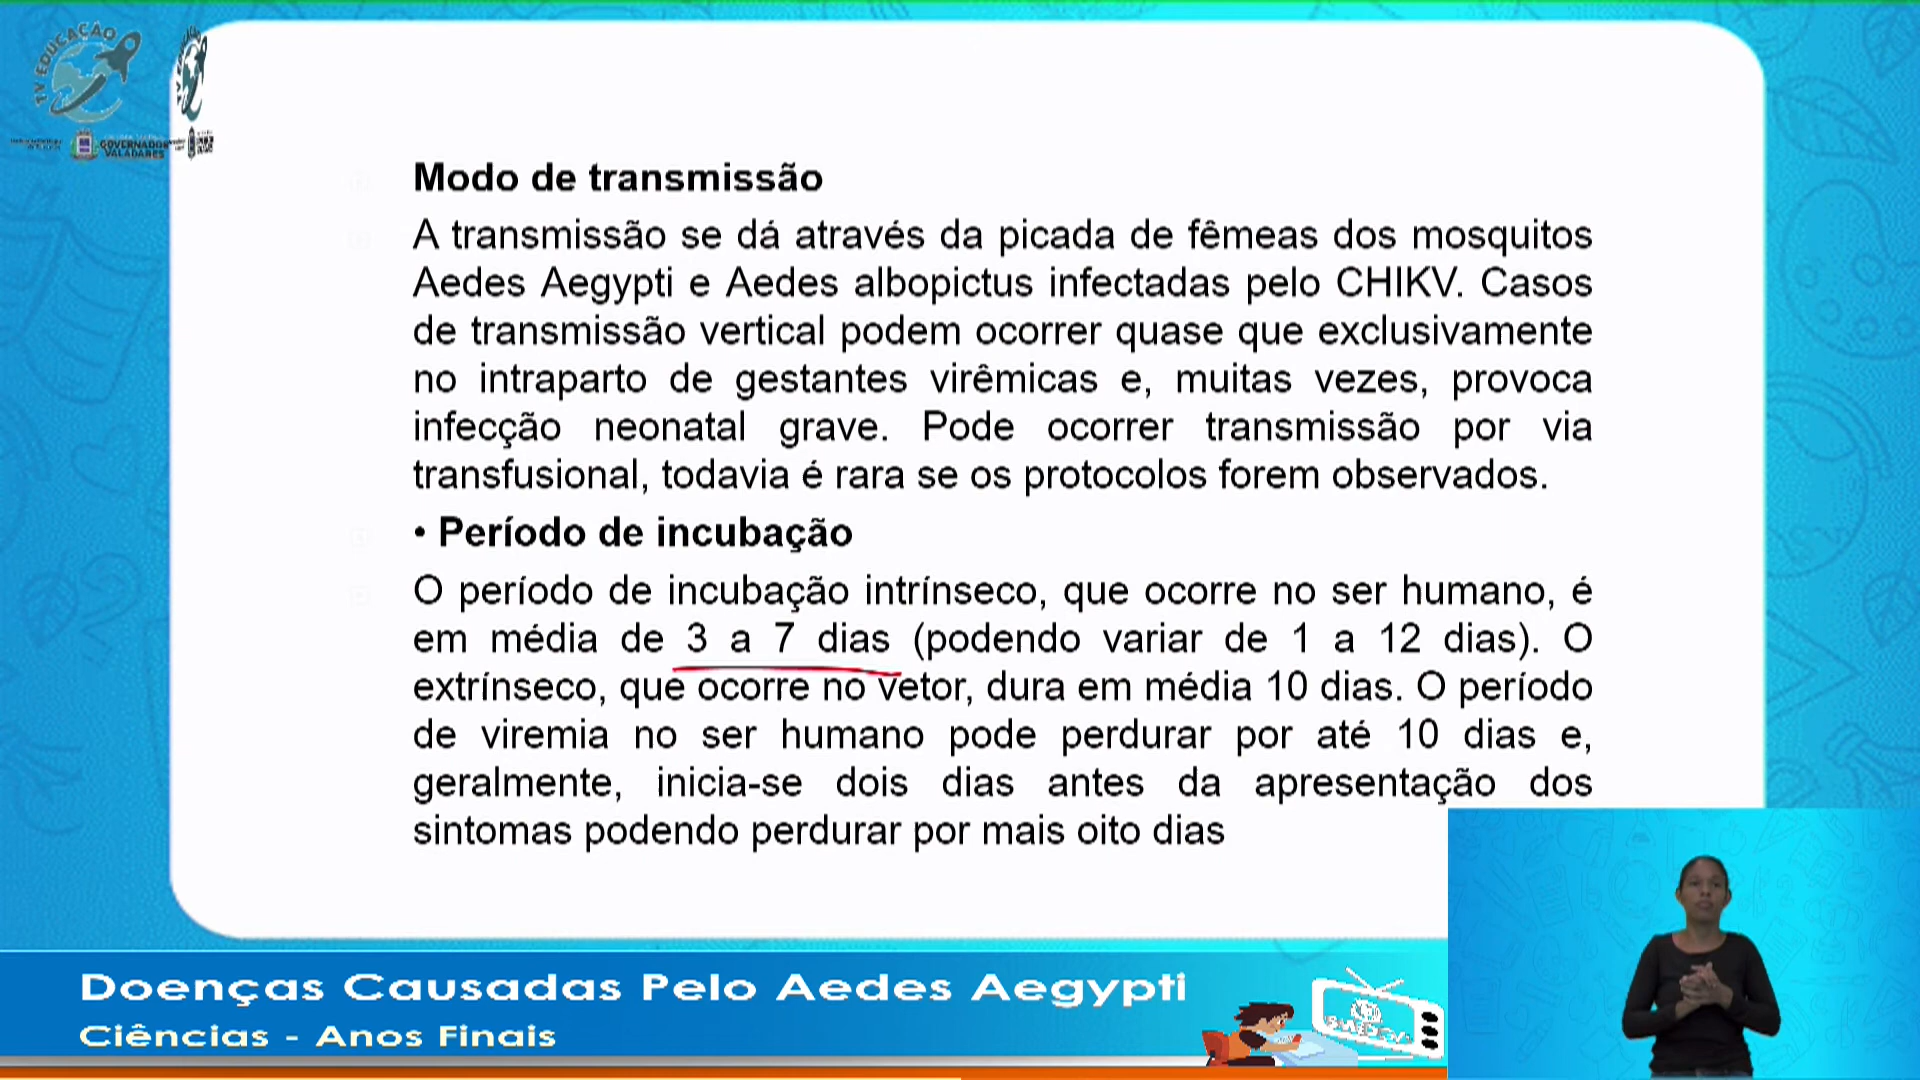 TV EDUCAÇÃO
GOVERNADOR
VALADARES
Modo de transmissão
A transmissão se dá através da picada de fêmeas dos mosquitos
Aedes Aegypti e Aedes albopictus infectadas pelo CHIKV. Casos
de transmissão vertical podem ocorrer quase que exclusivamente
no intraparto de gestantes virêmicas e, muitas vezes, provoca
infecção neonatal grave. Pode ocorrer transmissão por via
transfusional, todavia é rara se os protocolos forem observados.
• Período de incubação
O período de incubação intrínseco, que ocorre no ser humano, é
em média de 3 a 7 dias (podendo variar de 1 a 12 dias). O
extrínseco, que ocorre no vetor, dura em média 10 dias. O período
de viremia no ser humano pode perdurar por até 10 dias e,
geralmente, inicia-se dois dias antes da apresentação dos
sintomas podendo perdurar por mais oito dias
Doenças Causadas Pelo Aedes Aegypti
Ciências - Anos Finais